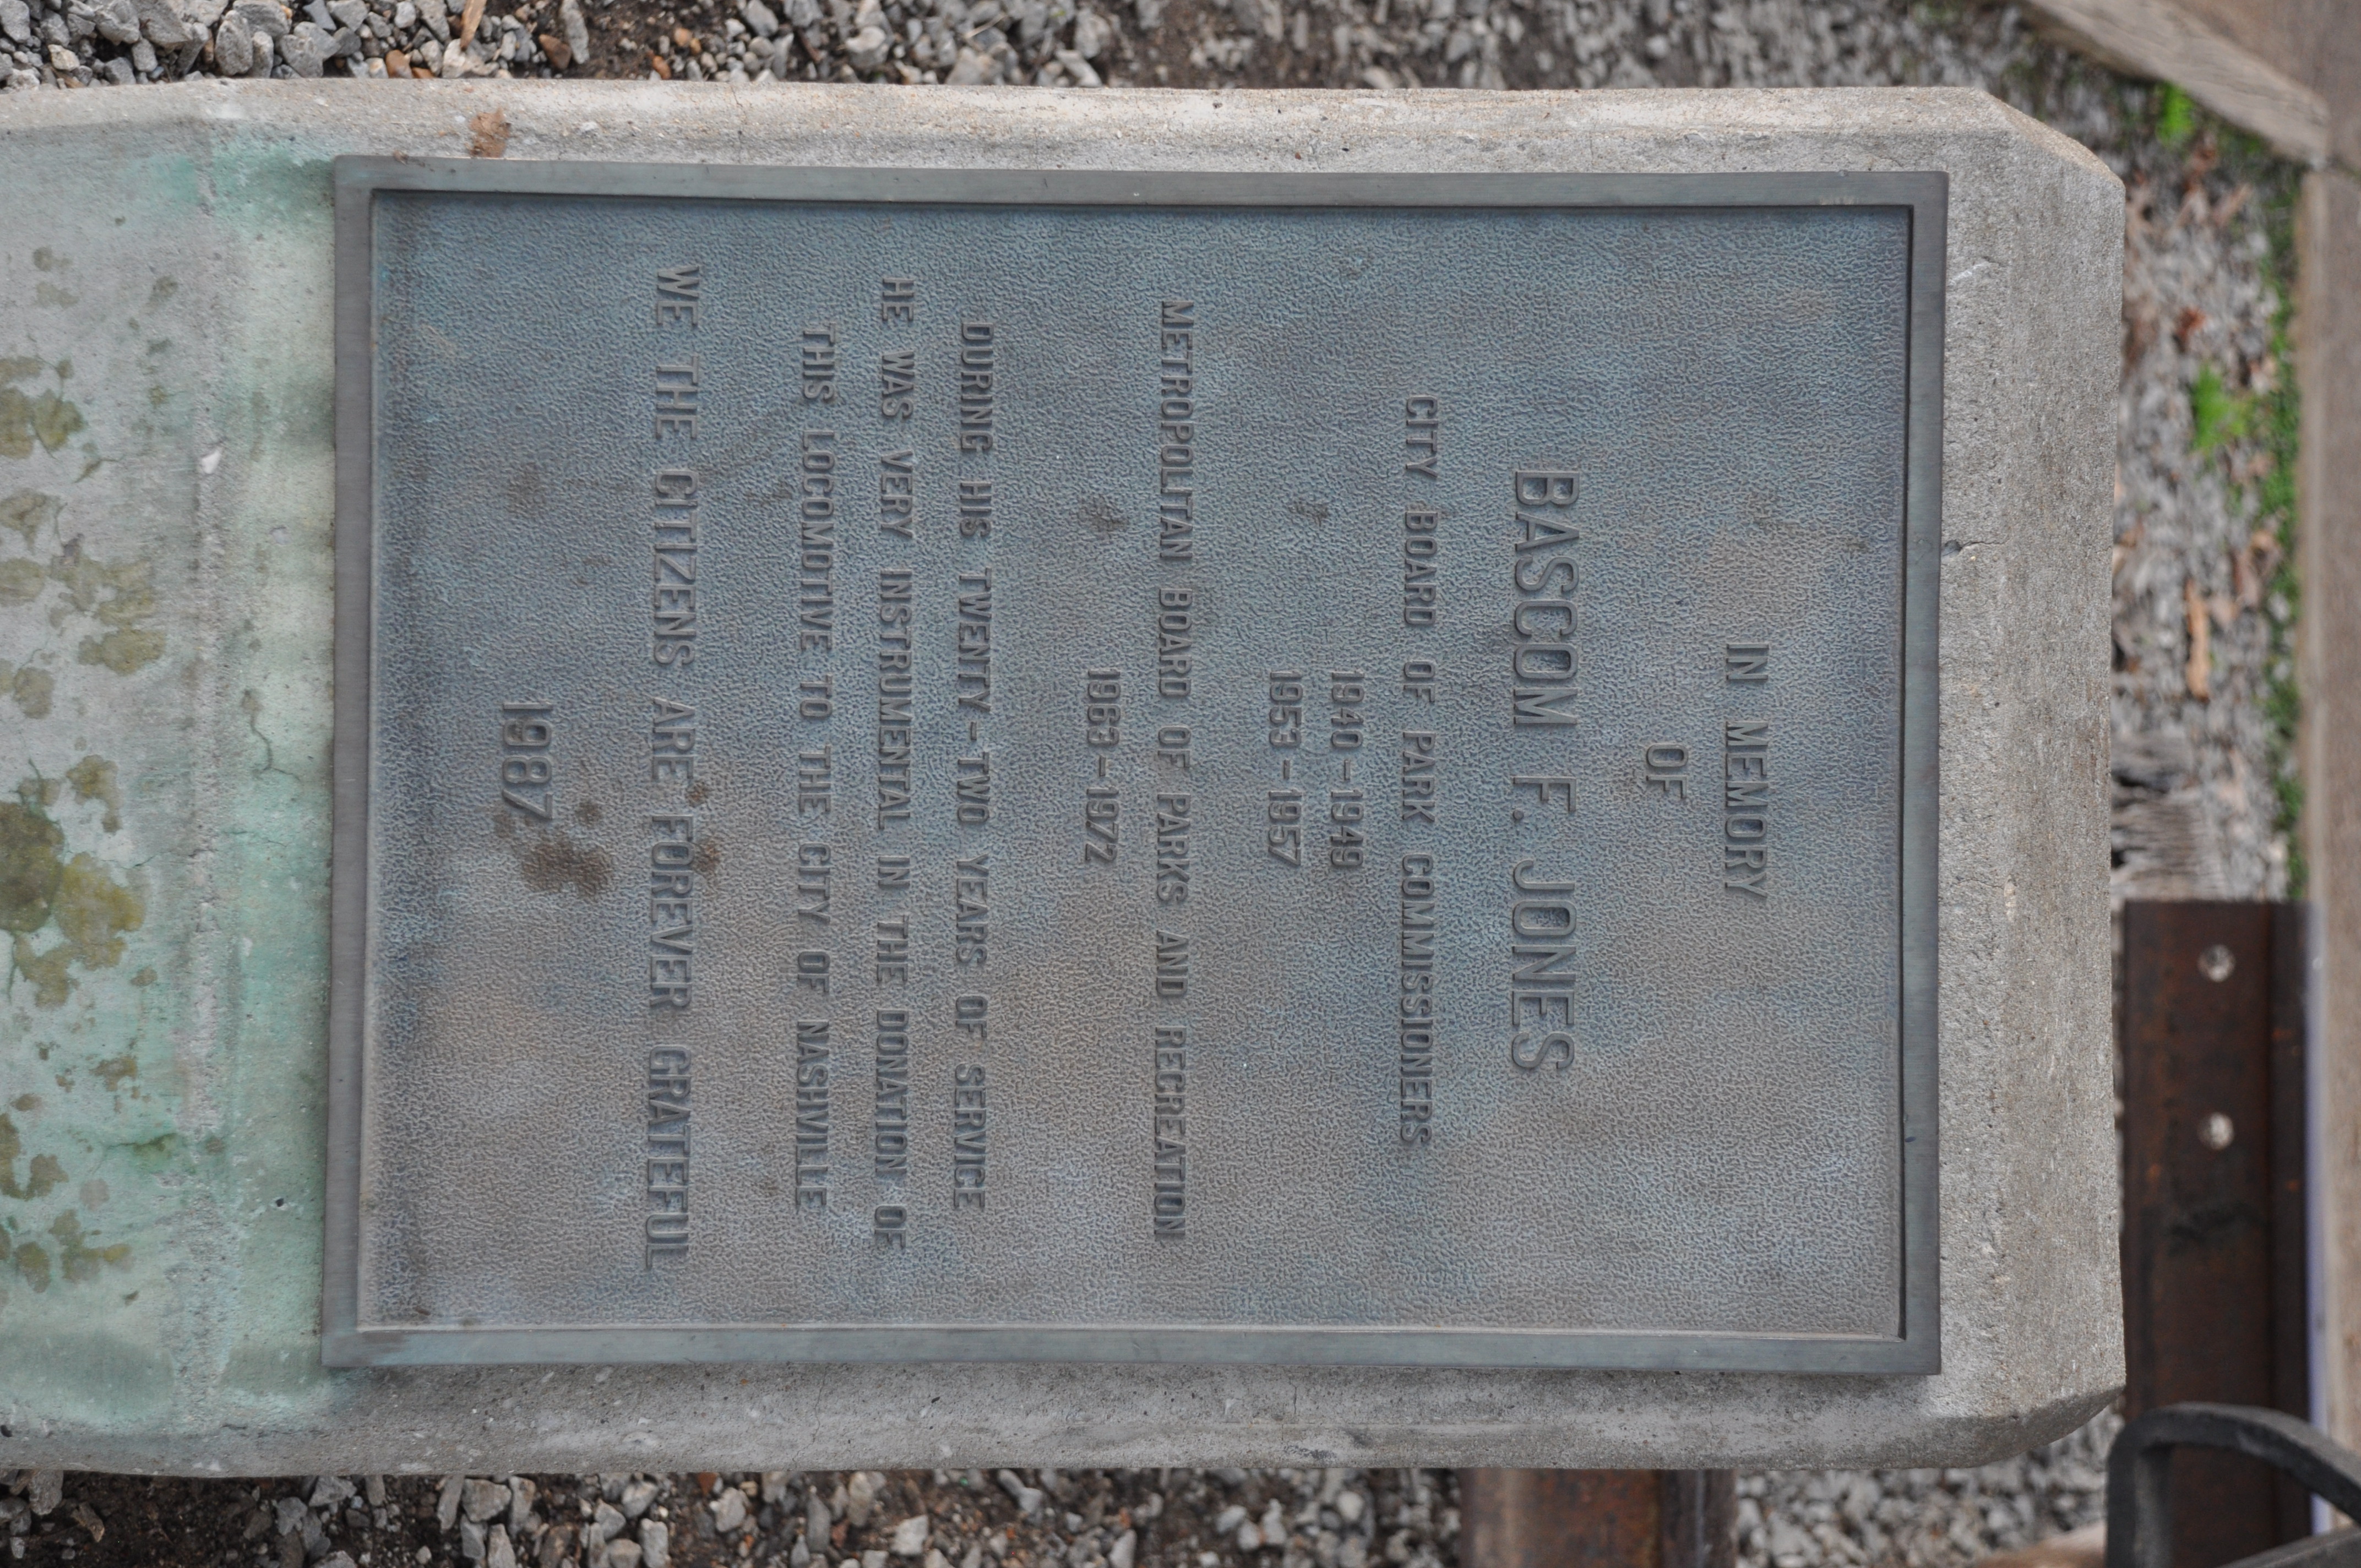 IN MEMORY
OF
BASCOM F. JONES
CITY BOARD OF PARK COMMISSIONERS
1940-1949
1953-1957
METROPOLITAN BOARD OF PARKS AND RECREATION
1963-1972
DURING HIS TWENTY-TWO YEARS OF SERVICE
HE WAS VERY INSTRUMENTAL IN THE DONATION OF
THIS LOCOMOTIVE TO THE CITY OF NASHVILLE
WE THE CITIZENS ARE FOREVER GRATEFUL
1987